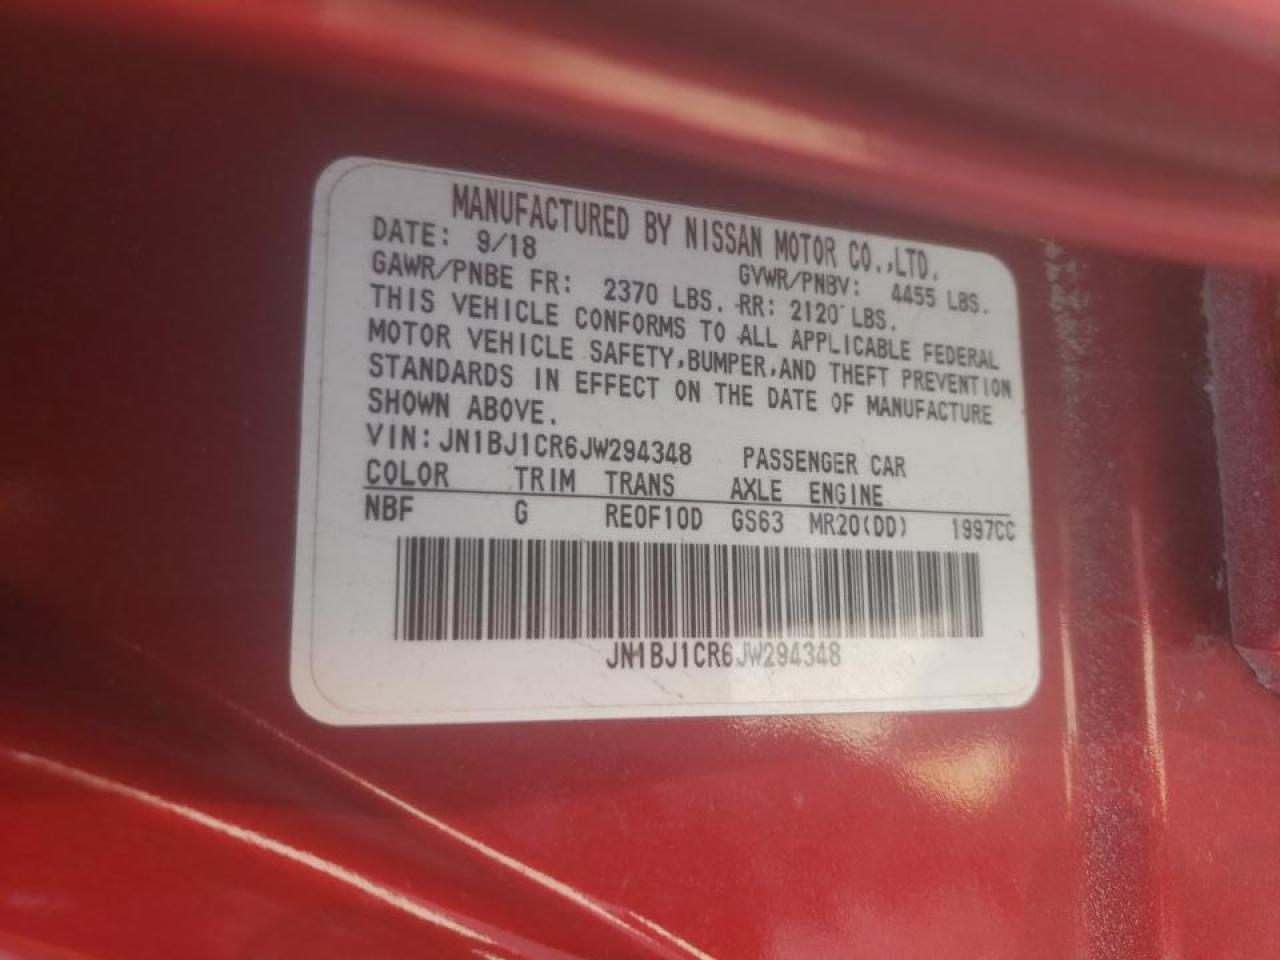 MANUFACTURED BY NISSAN MOTOR CO.,LTD.
DATE: 9/18 GVWR/PNBV: 4455 LBS.
GAWR/PNBE FR: 2370 LBS. RR: 2120 LBS.
THIS VEHICLE CONFORMS TO ALL APPLICABLE FEDERAL
MOTOR VEHICLE SAFETY,BUMPER,AND THEFT PREVENTION
STANDARDS IN EFFECT ON THE DATE OF MANUFACTURE
SHOWN ABOVE.
VIN:JN1BJ1CR6JW294348 PASSENGER CAR
COLOR TRIM TRANS AXLE ENGINE
NBF G RE0F10D GS63 MR20(DD) 1997CC
JN1BJ1CR6JW294348